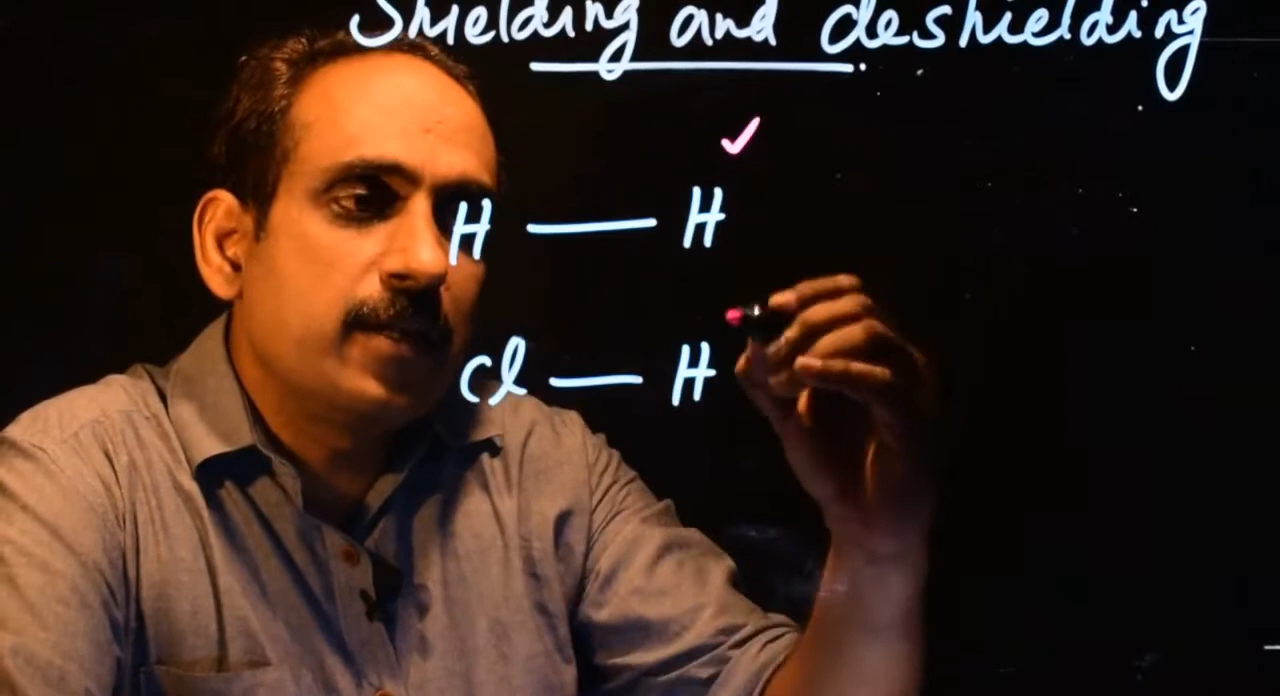 Shielding and deshielding
H — H
Cl — H